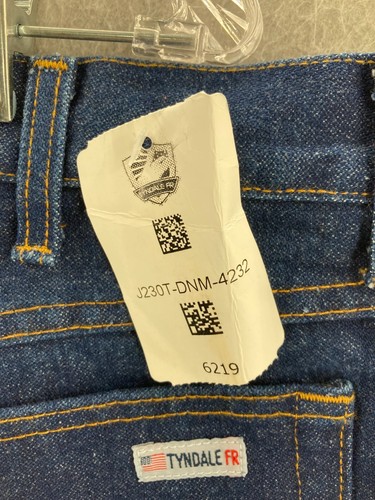 TYNDALE FR
J230T-DNM-4232
6219
TYNDALE FR